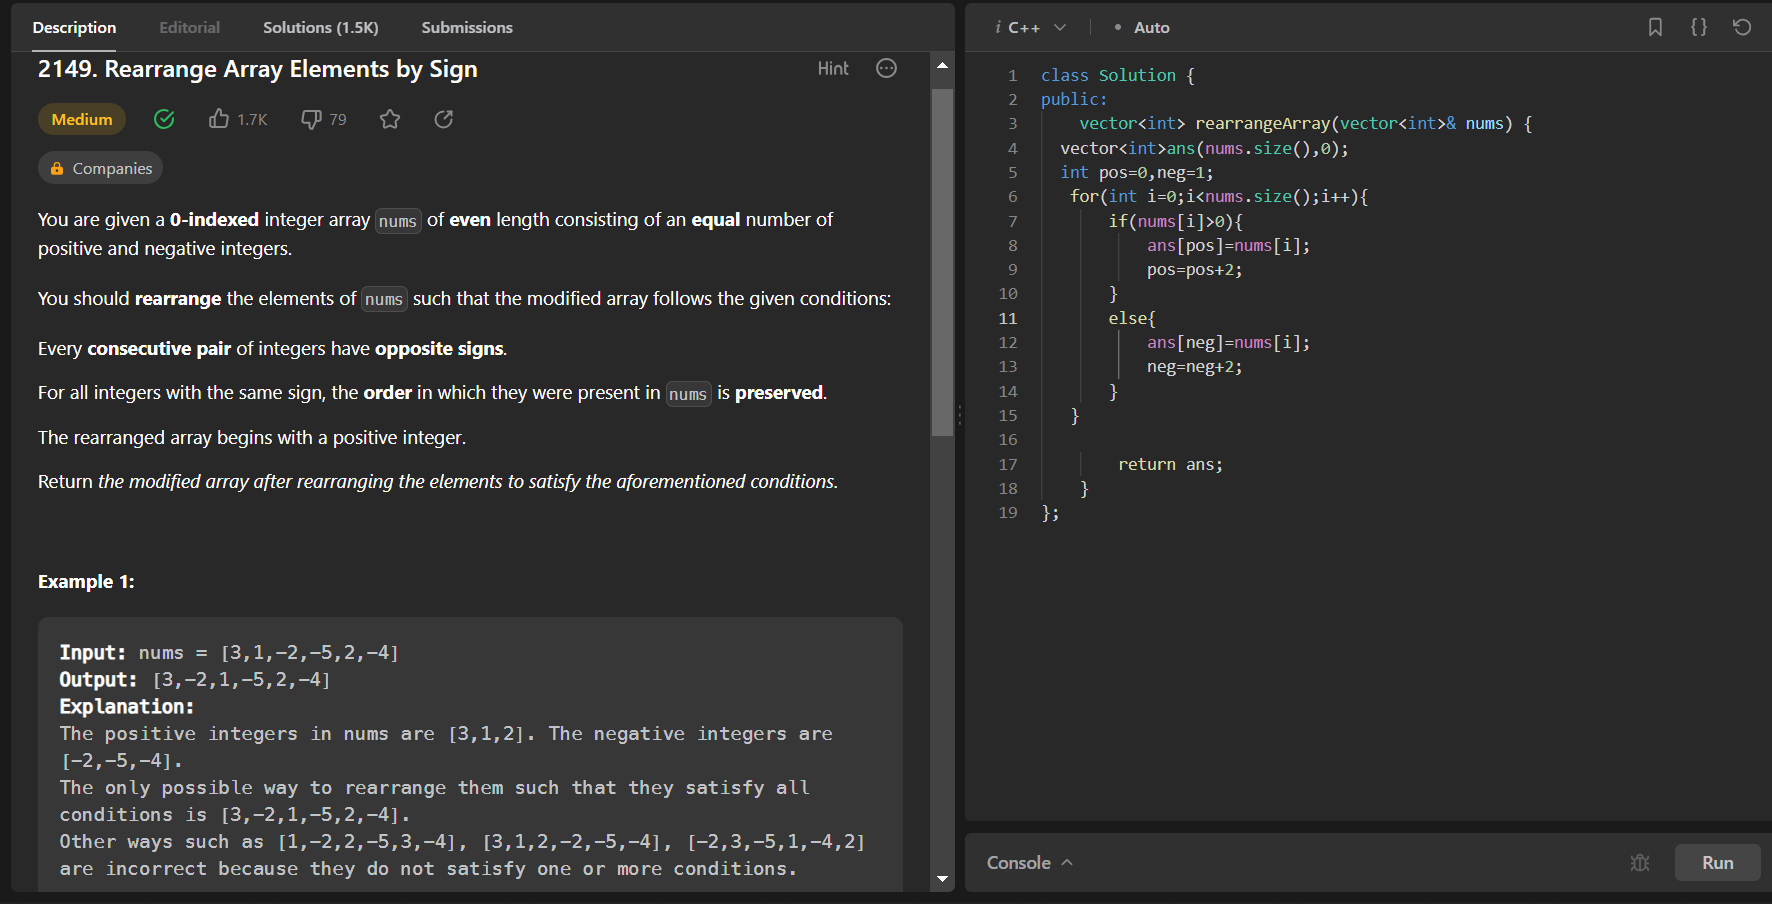 Description Editorial Solutions (1.5K) Submissions
2149. Rearrange Array Elements by Sign Hint
Medium 1.7K 79
Companies
You are given a 0-indexed integer array nums of even length consisting of an equal number of
positive and negative integers.
You should rearrange the elements of nums such that the modified array follows the given conditions:
Every consecutive pair of integers have opposite signs.
For all integers with the same sign, the order in which they were present in nums is preserved.
The rearranged array begins with a positive integer.
Return the modified array after rearranging the elements to satisfy the aforementioned conditions.
Example 1:
Input: nums = [3,1,-2,-5,2,-4]
Output: [3,-2,1,-5,2,-4]
Explanation:
The positive integers in nums are [3,1,2]. The negative integers are
[-2,-5,-4].
The only possible way to rearrange them such that they satisfy all
conditions is [3,-2,1,-5,2,-4].
Other ways such as [1,-2,2,-5,3,-4], [3,1,2,-2,-5,-4], [-2,3,-5,1,-4,2]
are incorrect because they do not satisfy one or more conditions.
i C++ • Auto {}
1 class Solution {
2 public:
3 vector<int> rearrangeArray(vector<int>& nums) {
4 vector<int>ans(nums.size(),0);
5 int pos=0,neg=1;
6 for(int i=0;i<nums.size();i++){
7 if(nums[i]>0){
8 ans[pos]=nums[i];
9 pos=pos+2;
10 }
11 else{
12 ans[neg]=nums[i];
13 neg=neg+2;
14 }
15 }
16
17 return ans;
18 }
19 };
Console Run